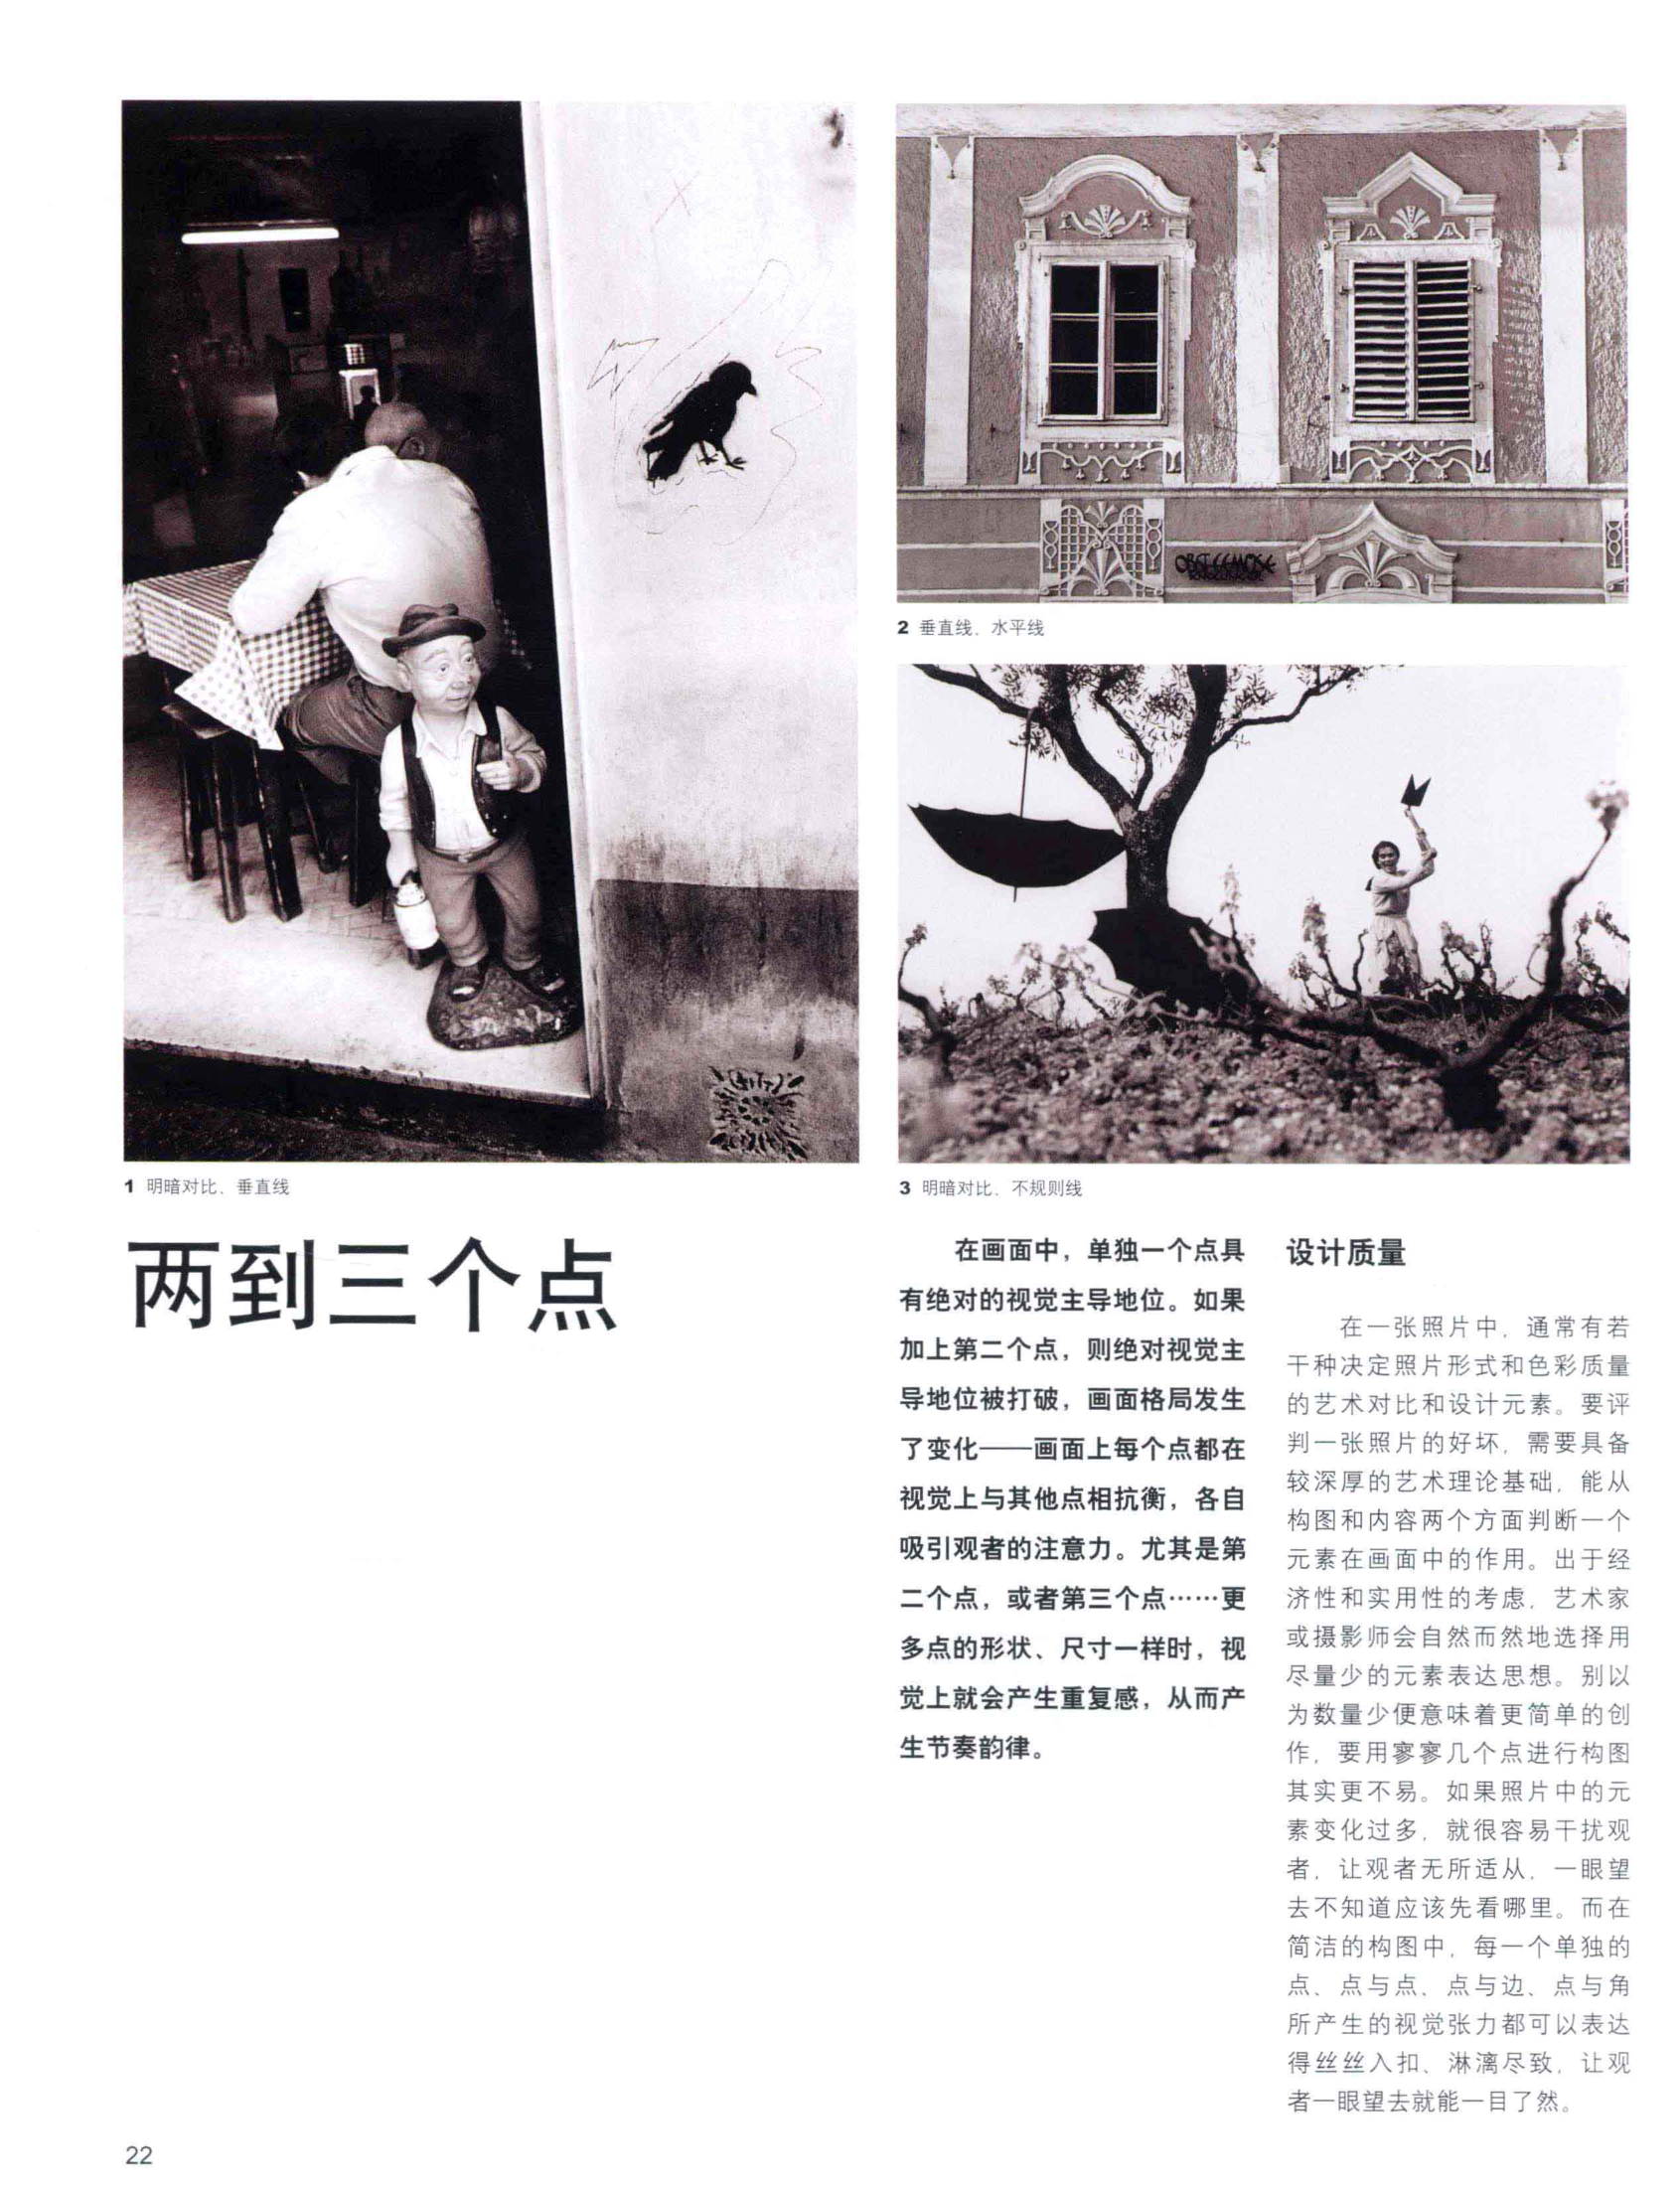 2 垂直线、水平线
1 明暗对比、垂直线
3 明暗对比、不规则线
两到三个点
在画面中，单独一个点具
有绝对的视觉主导地位。如果
加上第二个点，则绝对视觉主
导地位被打破，画面格局发生
了变化——画面上每个点都在
视觉上与其他点相抗衡，各自
吸引观者的注意力。尤其是第
二个点，或者第三个点……更
多点的形状、尺寸一样时，视
觉上就会产生重复感，从而产
生节奏韵律。
设计质量
在一张照片中，通常有若
干种决定照片形式和色彩质量
的艺术对比和设计元素。要评
判一张照片的好坏，需要具备
较深厚的艺术理论基础，能从
构图和内容两个方面判断一个
元素在画面中的作用。出于经
济性和实用性的考虑，艺术家
或摄影师会自然而然地选择用
尽量少的元素表达思想。别以
为数量少便意味着更简单的创
作，要用寥寥几个点进行构图
其实更不易。如果照片中的元
素变化过多，就很容易干扰观
者，让观者无所适从，一眼望
去不知道应该先看哪里。而在
简洁的构图中，每一个单独的
点、点与点、点与边、点与角
所产生的视觉张力都可以表达
得丝丝入扣、淋漓尽致，让观
者一眼望去就能一目了然。
22